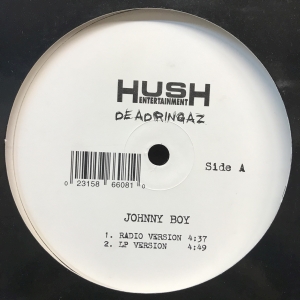 HUSH
ENTERTAINMENT
DEADRINGAZ
Side A
0 23158 66081 0
JOHNNY BOY
1. RADIO VERSION 4:37
2. LP VERSION 4:49